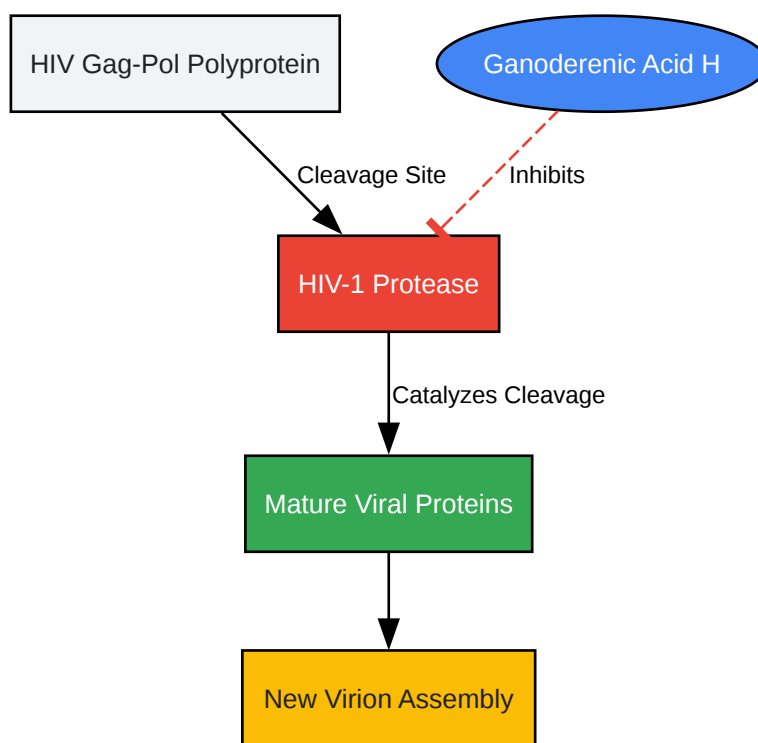 HIV Gag-Pol Polyprotein
Ganoderenic Acid H
Cleavage Site
Inhibits
HIV-1 Protease
Catalyzes Cleavage
Mature Viral Proteins
New Virion Assembly